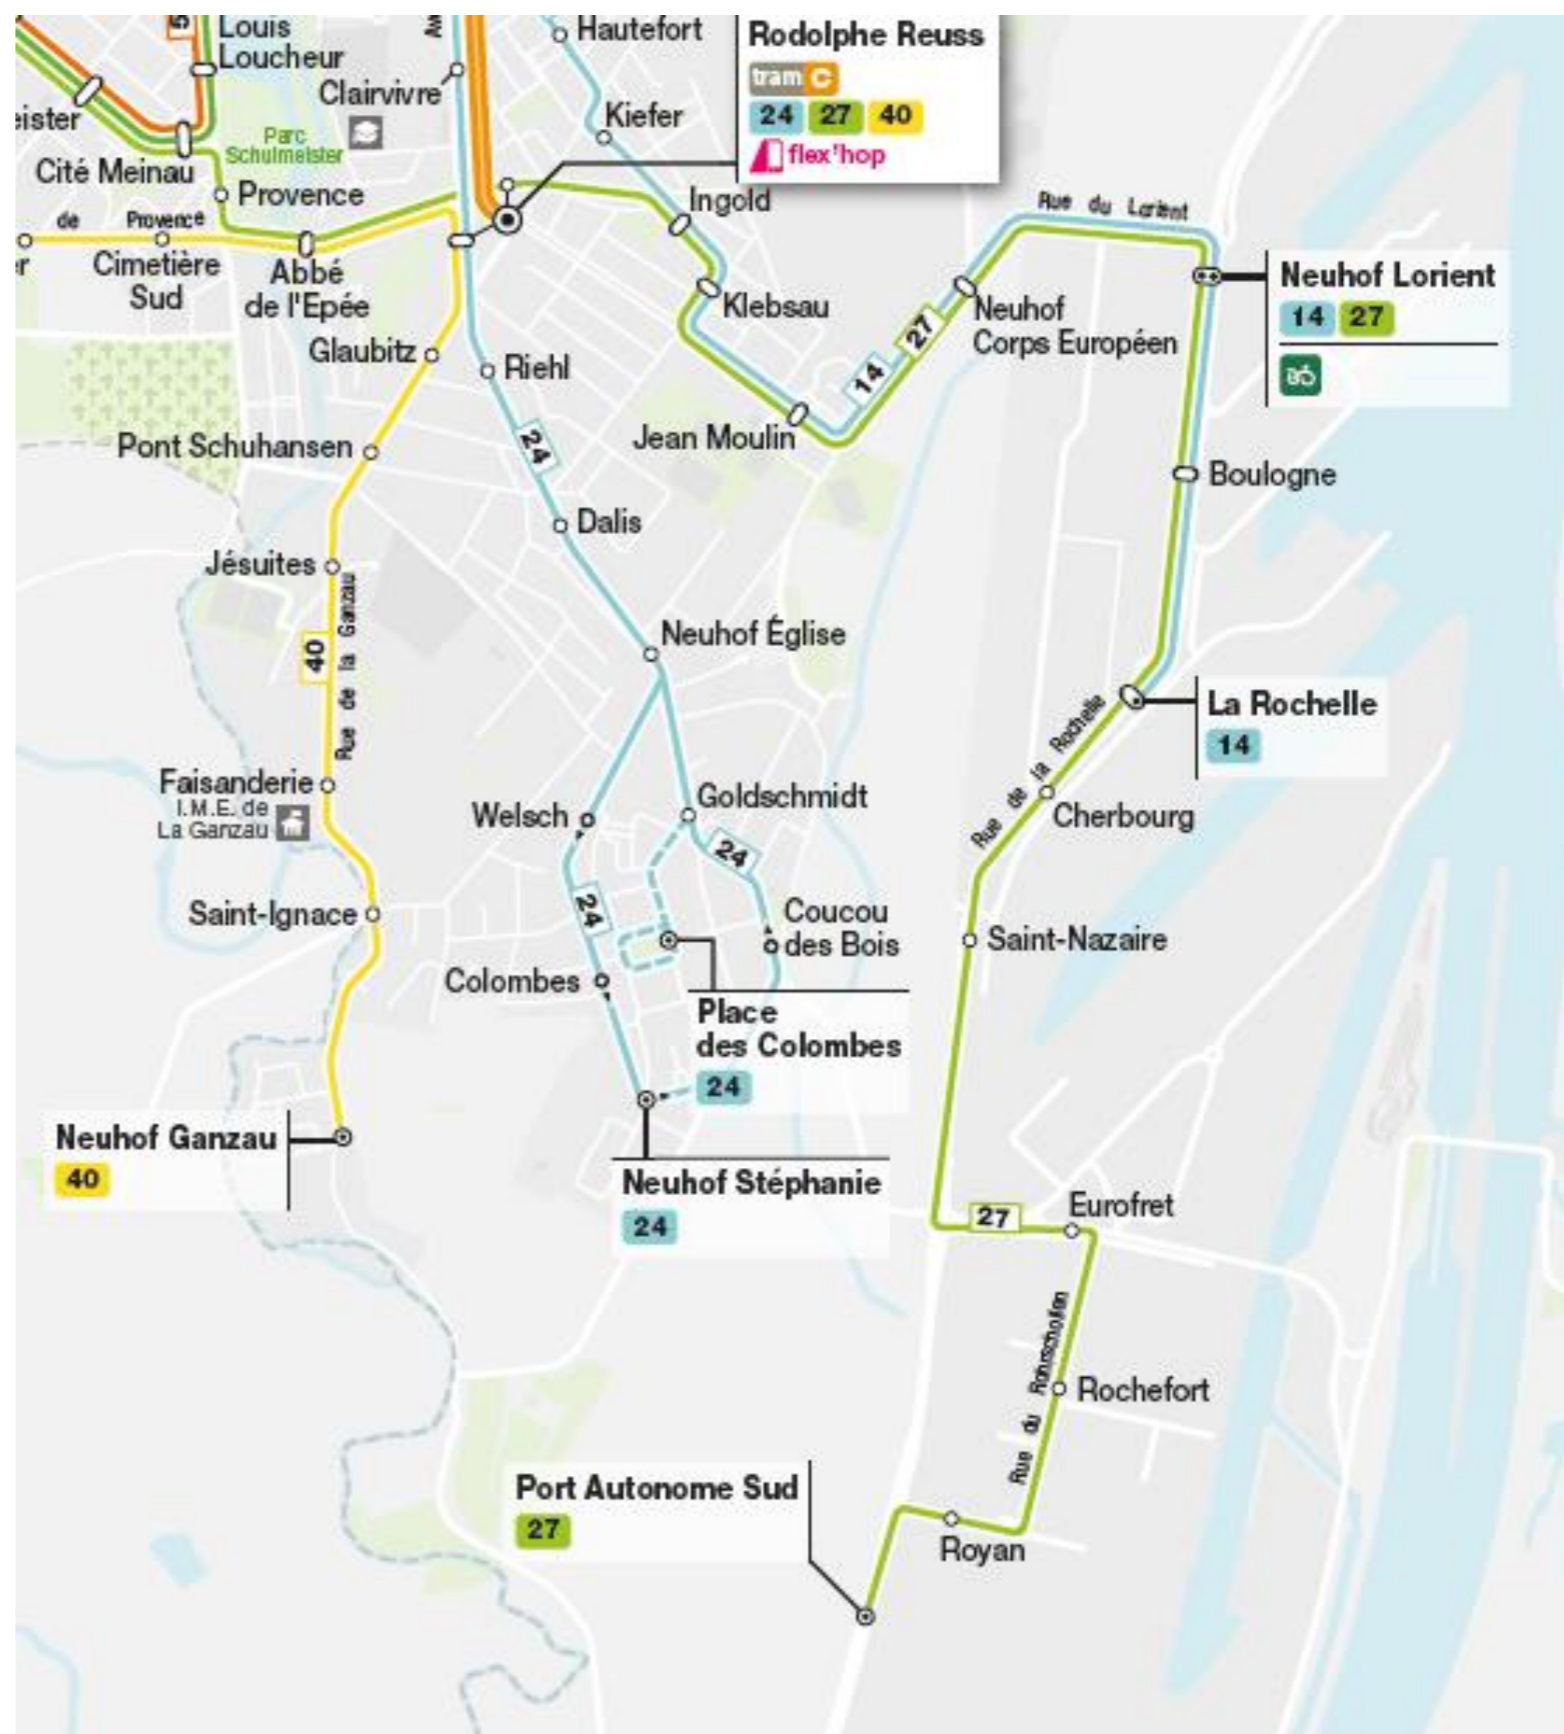 Louis
Loucheur
Hautefort
Rodolphe Reuss
tram C
24 27 40
flex'hop
Clairvivre
Kiefer
Parc
Schulmeister
Cité Meinau
Provence
Ingold
Rue du Lorient
de Provence
Cimetière
Sud
Abbé
de l'Epée
Klebsau
Neuhof
Corps Européen
Neuhof Lorient
14 27
27
14
Glaubitz
Riehl
Jean Moulin
Pont Schuhansen
24
Boulogne
Dalis
Jésuites
Neuhof Église
40
Rue de la Ganzau
La Rochelle
14
Rue de la Rochelle
Faisanderie
I.M.E. de
La Ganzau
Welsch
Goldschmidt
Cherbourg
24
24
Saint-Ignace
Coucou
des Bois
Saint-Nazaire
Colombes
Place
des Colombes
24
Neuhof Ganzau
40
Neuhof Stéphanie
24
27
Eurofret
Rue du Rohrschollen
Rochefort
Port Autonome Sud
27
Royan